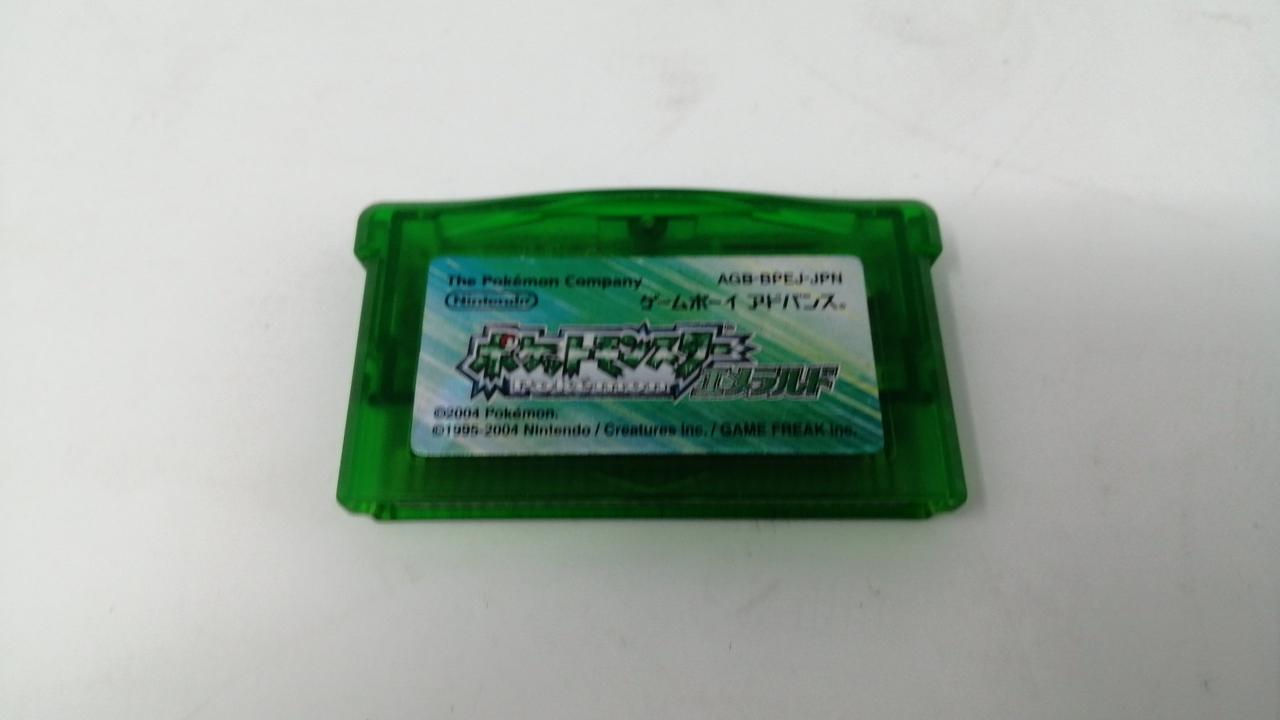 The Pokémon Company AGB-BPEJ-JPN
Nintendo ゲームボーイ アドバンス®
ポケットモンスター
エメラルド
©2004 Pokémon.
©1995-2004 Nintendo / Creatures inc. / GAME FREAK inc.